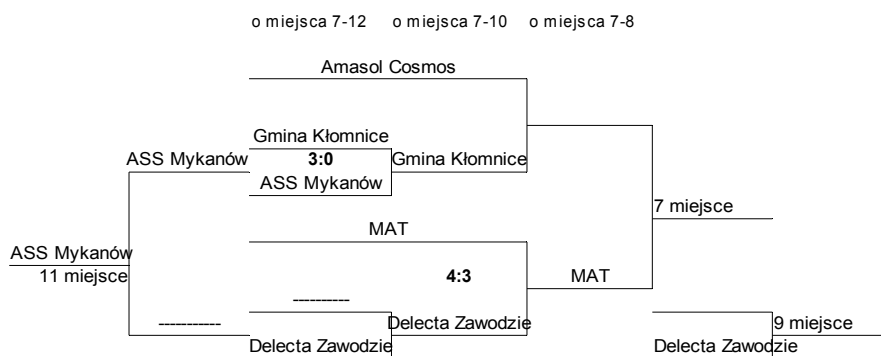 o miejsca 7-12 o miejsca 7-10 o miejsca 7-8
Amasol Cosmos
Gmina Kłomnice
ASS Mykanów 3:0 Gmina Kłomnice
ASS Mykanów
7 miejsce
MAT
ASS Mykanów
11 miejsce 4:3 MAT
----------
----------- Delecta Zawodzie 9 miejsce
Delecta Zawodzie Delecta Zawodzie